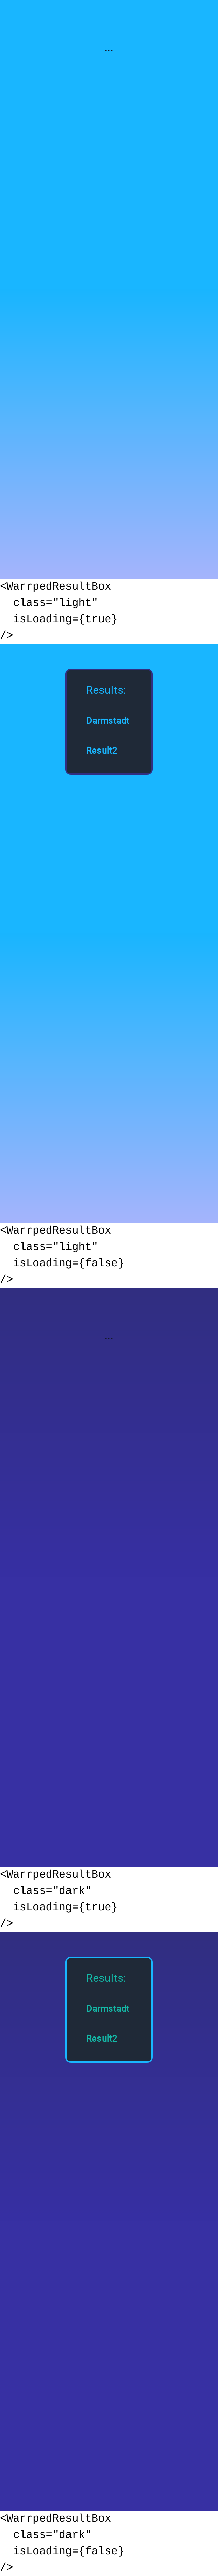 ...
<WarrpedResultBox
class="light"
isLoading={true}
/>
Results:
Darmstadt
Result2
<WarrpedResultBox
class="light"
isLoading={false}
/>
...
<WarrpedResultBox
class="dark"
isLoading={true}
/>
Results:
Darmstadt
Result2
<WarrpedResultBox
class="dark"
isLoading={false}
/>